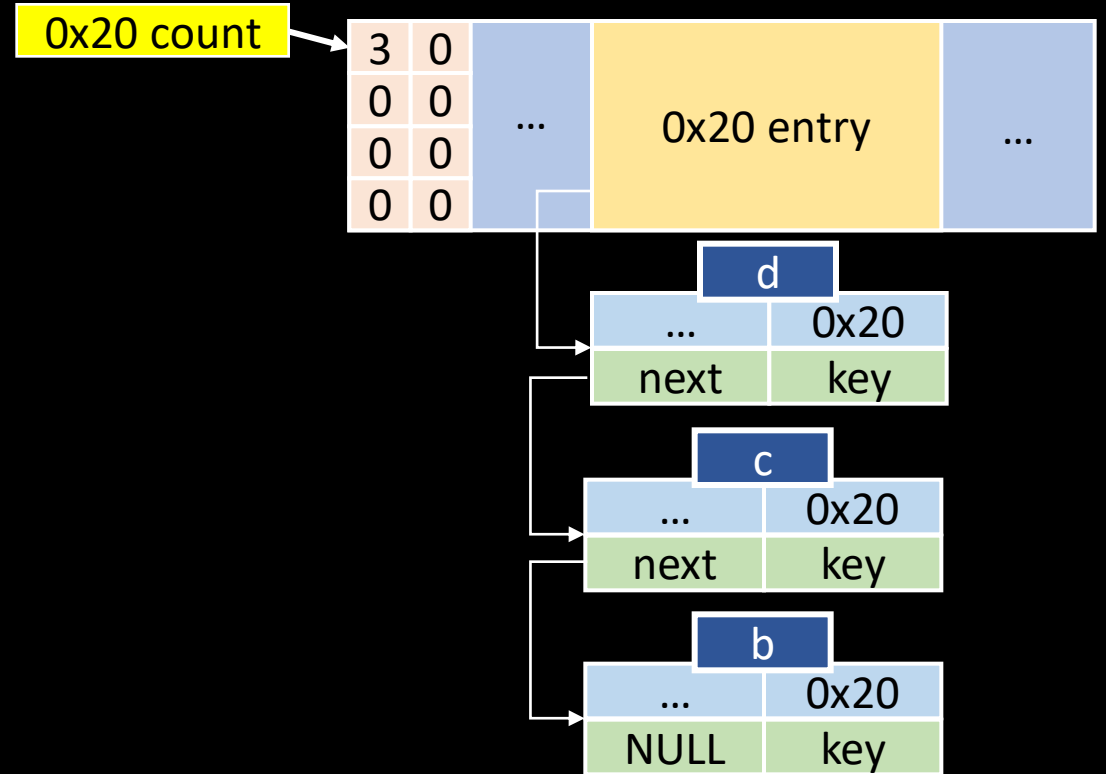 0x20 count
3 0
0 0
0 0
0 0
...
0x20 entry
...
d
... 0x20
next key
c
... 0x20
next key
b
... 0x20
NULL key